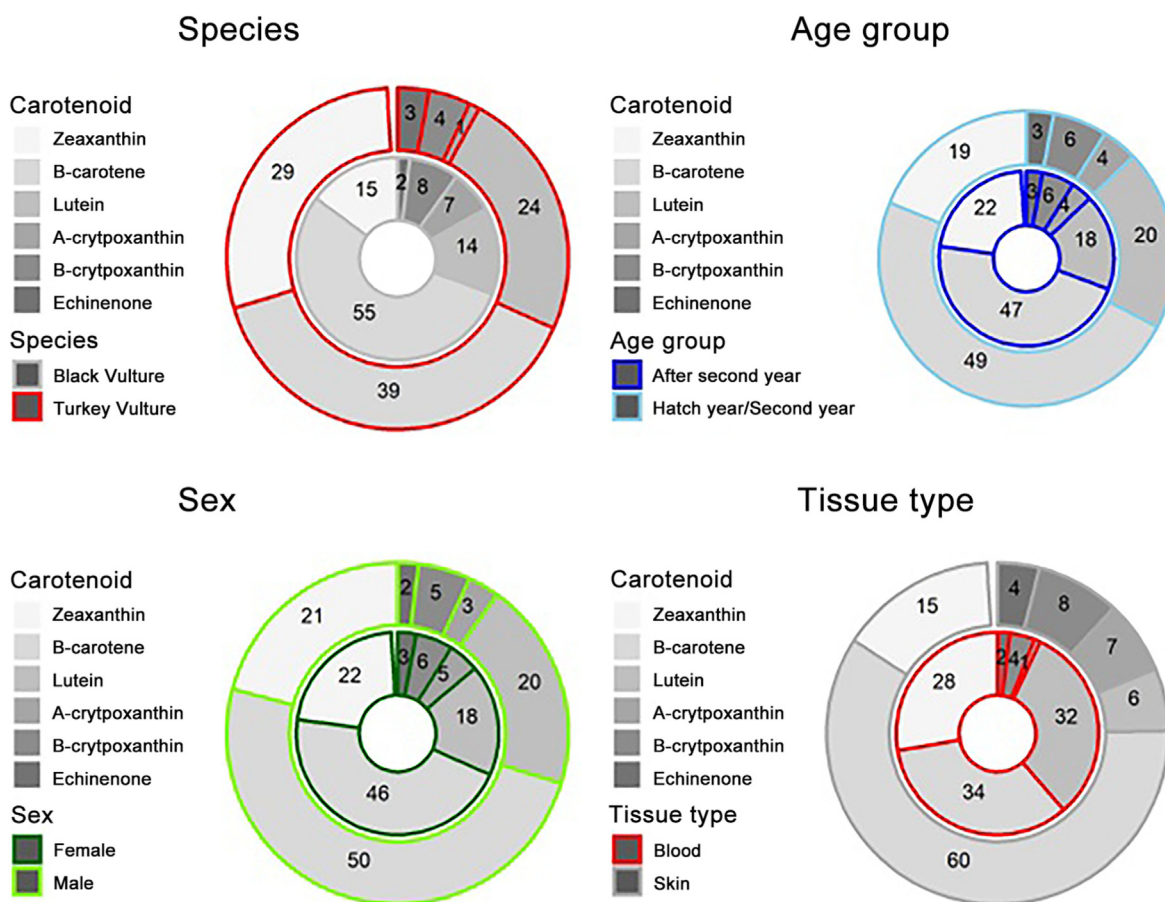 Species
Carotenoid
Zeaxanthin
B-carotene
Lutein
A-crytpoxanthin
B-crytpoxanthin
Echinenone
Species
Black Vulture
Turkey Vulture
3
4
1
24
39
29
2
8
7
14
55
15
Age group
Carotenoid
Zeaxanthin
B-carotene
Lutein
A-crytpoxanthin
B-crytpoxanthin
Echinenone
Age group
After second year
Hatch year/Second year
3
6
4
20
49
19
3
6
4
18
47
22
Sex
Carotenoid
Zeaxanthin
B-carotene
Lutein
A-crytpoxanthin
B-crytpoxanthin
Echinenone
Sex
Female
Male
2
5
3
20
50
21
3
6
5
18
46
22
Tissue type
Carotenoid
Zeaxanthin
B-carotene
Lutein
A-crytpoxanthin
B-crytpoxanthin
Echinenone
Tissue type
Blood
Skin
4
8
7
6
60
15
2
4
1
32
34
28